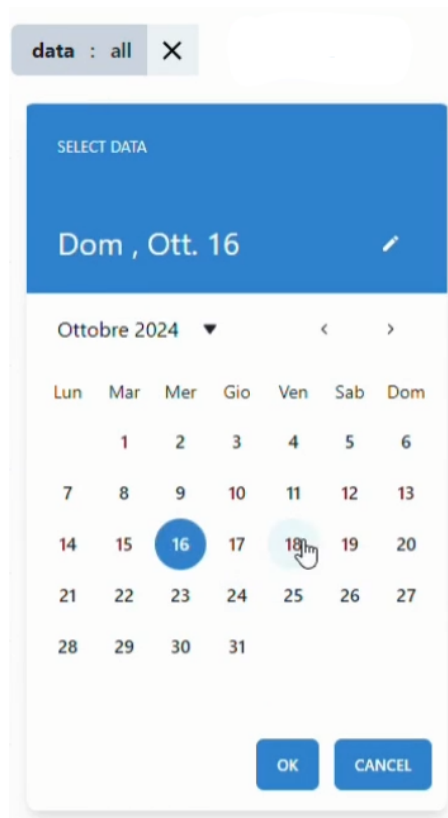 data : all ✕
SELECT DATA
Dom , Ott. 16
Ottobre 2024
Lun Mar Mer Gio Ven Sab Dom
1 2 3 4 5 6
7 8 9 10 11 12 13
14 15 16 17 18 19 20
21 22 23 24 25 26 27
28 29 30 31
OK CANCEL